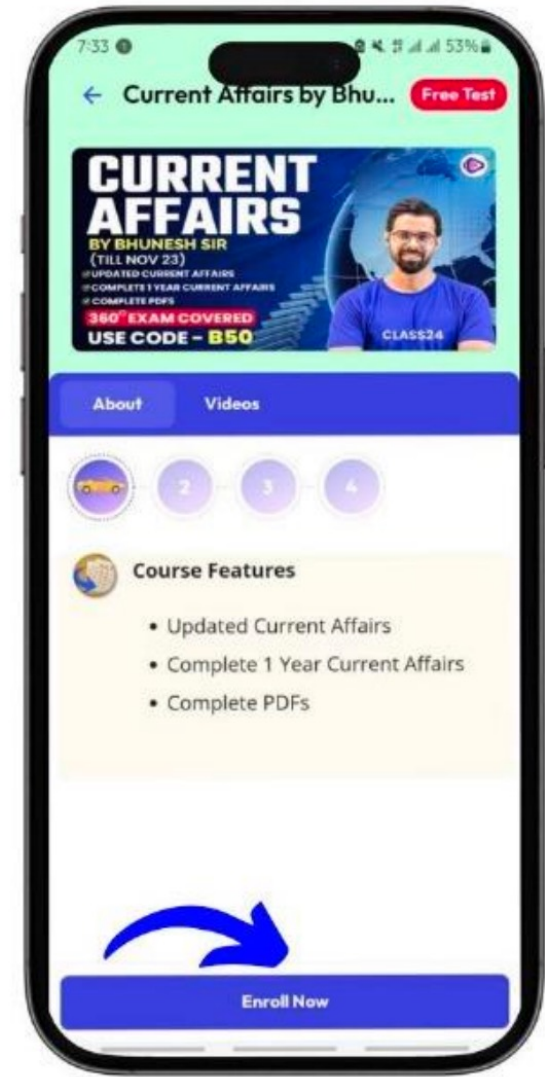 7:33
53%
Current Affairs by Bhu...
Free Test
CURRENT
AFFAIRS
BY BHUNESH SIR
(TILL NOV 23)
UPDATED CURRENT AFFAIRS
COMPLETE 1 YEAR CURRENT AFFAIRS
COMPLETE PDFS
360° EXAM COVERED
USE CODE - B50
CLASS24
About
Videos
2
3
4
Course Features
• Updated Current Affairs
• Complete 1 Year Current Affairs
• Complete PDFs
Enroll Now